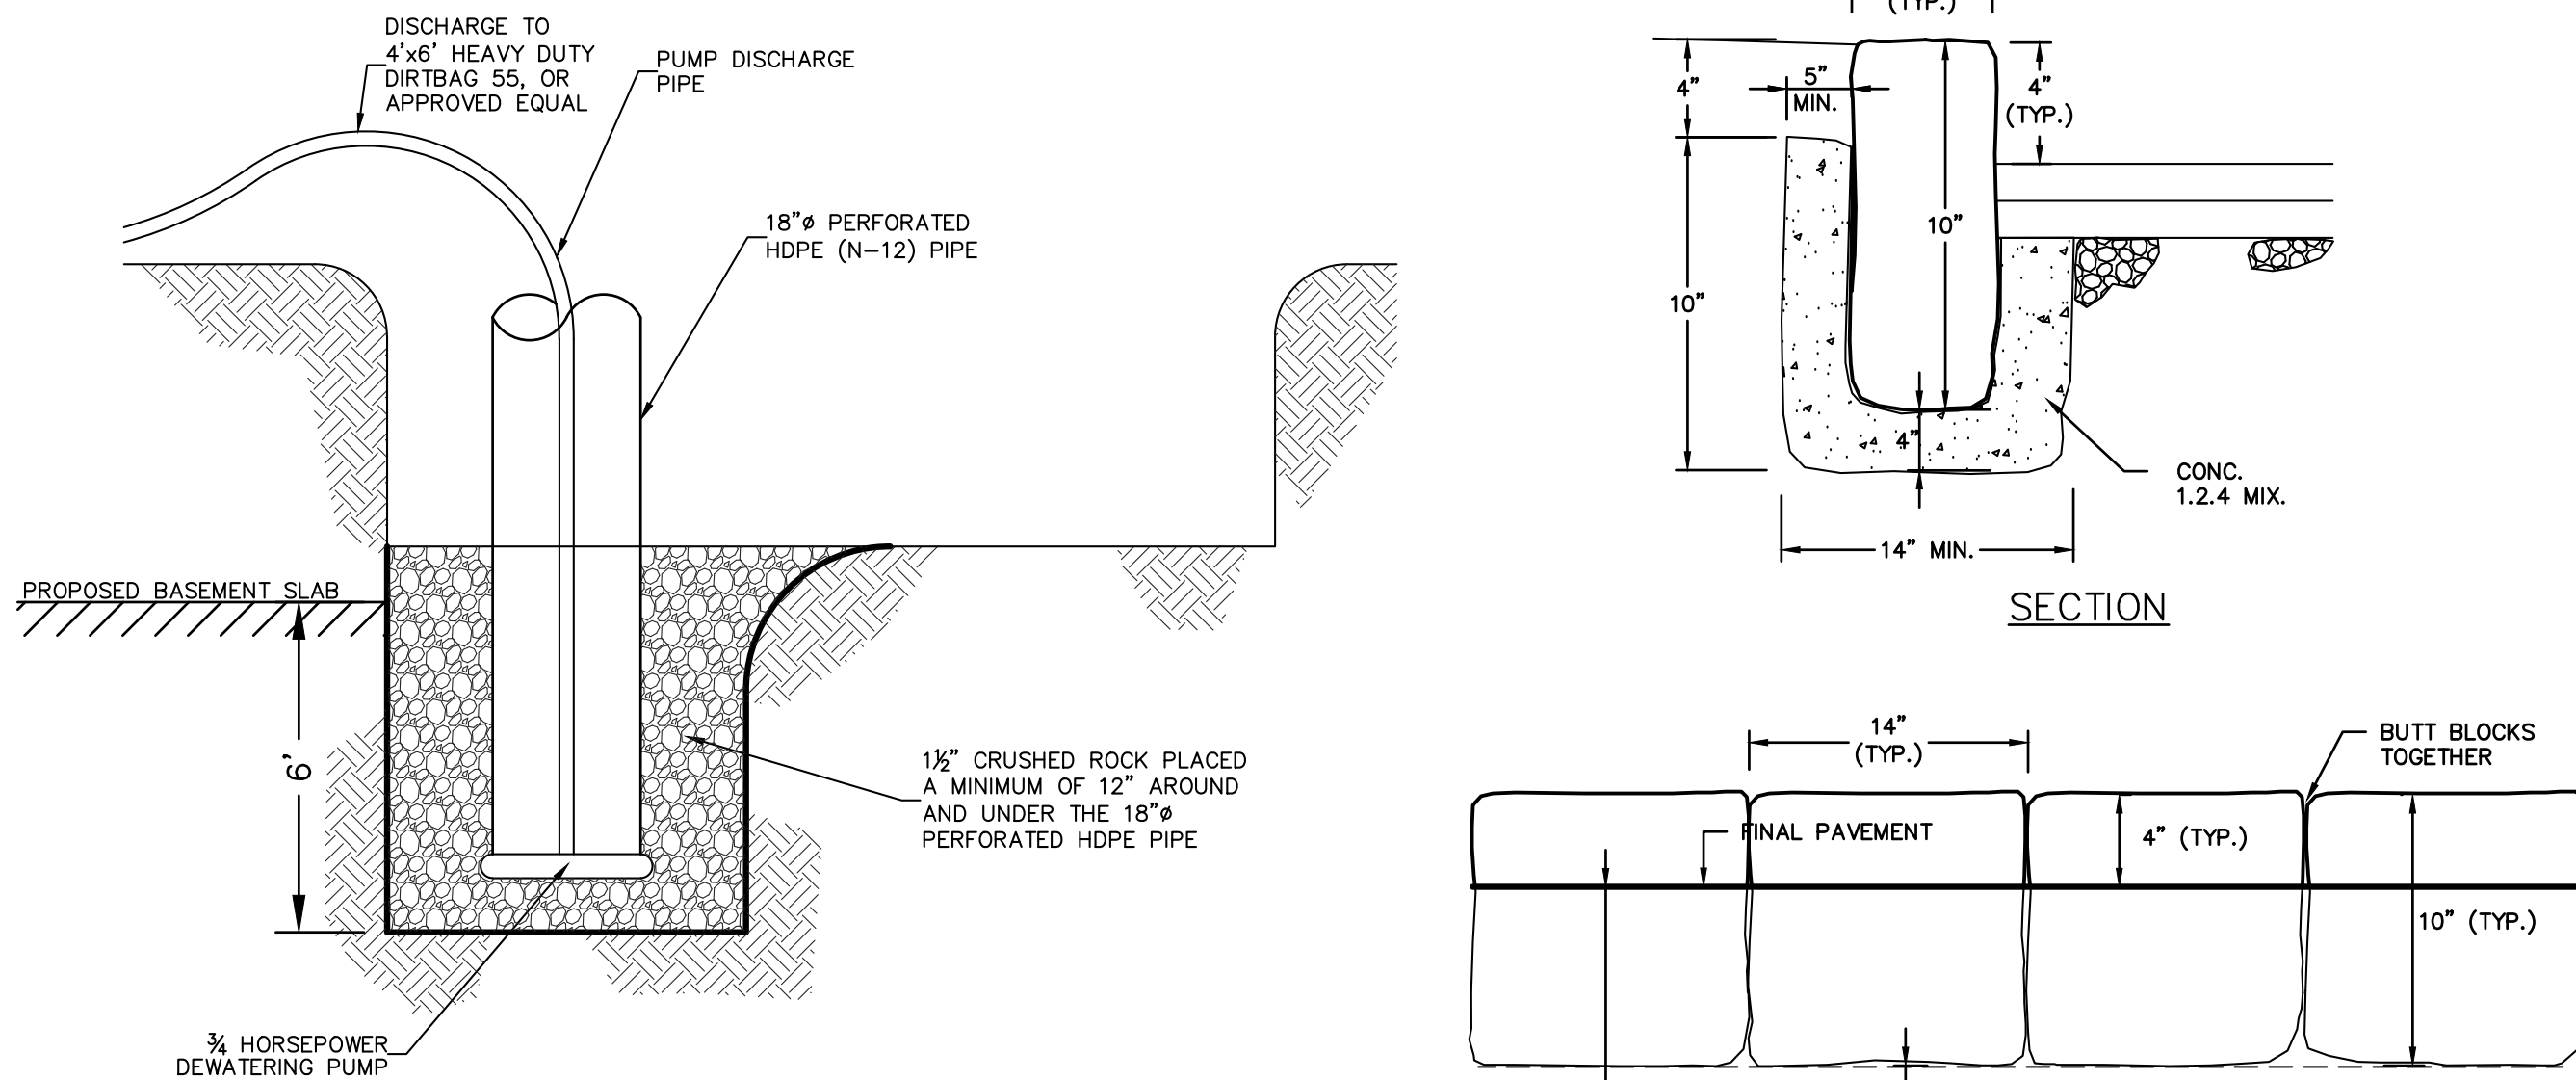 DISCHARGE TO
4'x6' HEAVY DUTY
DIRTBAG 55, OR
APPROVED EQUAL
PUMP DISCHARGE
PIPE
18"ø PERFORATED
HDPE (N-12) PIPE
PROPOSED BASEMENT SLAB
6'
1½" CRUSHED ROCK PLACED
A MINIMUM OF 12" AROUND
AND UNDER THE 18"ø
PERFORATED HDPE PIPE
¾ HORSEPOWER
DEWATERING PUMP
(TYP.)
4"
5"
MIN.
4"
(TYP.)
10"
10"
4"
CONC.
1.2.4 MIX.
14" MIN.
SECTION
14"
(TYP.)
BUTT BLOCKS
TOGETHER
FINAL PAVEMENT
4" (TYP.)
10" (TYP.)